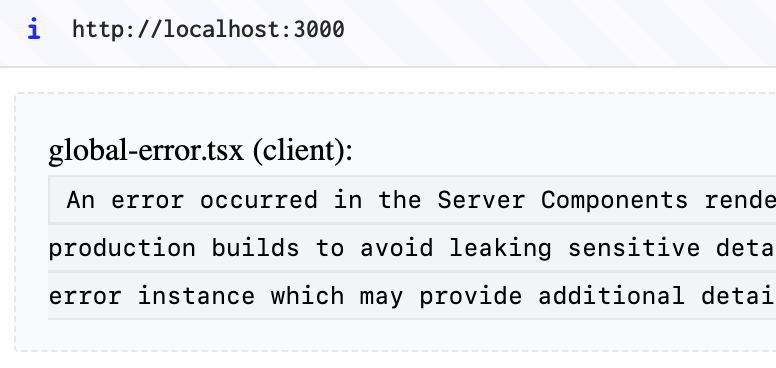 i http://localhost:3000
global-error.tsx (client):
An error occurred in the Server Components rende
production builds to avoid leaking sensitive deta
error instance which may provide additional detai